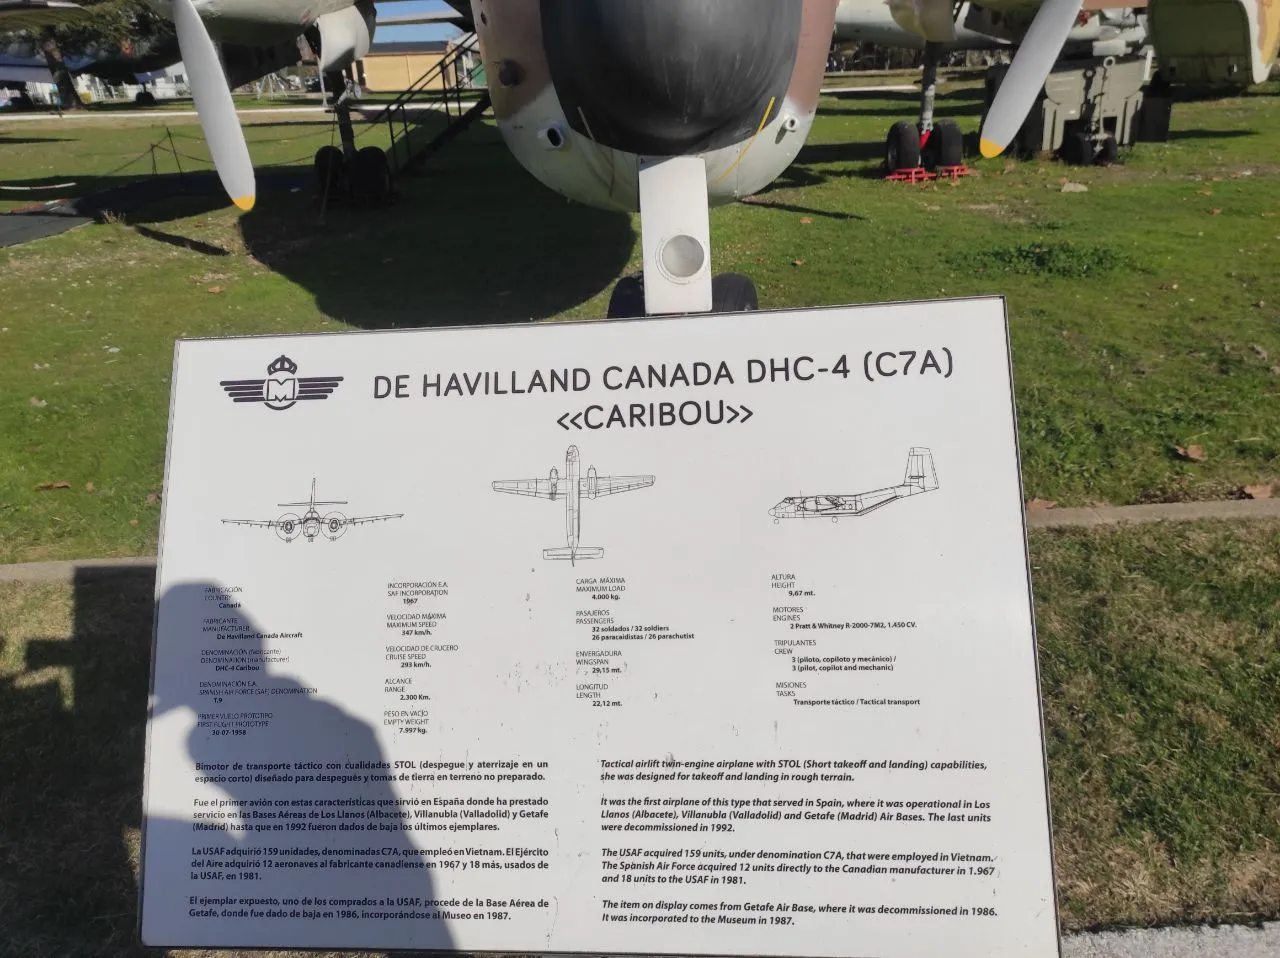 M
DE HAVILLAND CANADA DHC-4 (C7A)
<<CARIBOU>>
FABRICACIÓN
COUNTRY
Canadá
FABRICANTE
MANUFACTURER
De Havilland Canada Aircraft
DENOMINACIÓN (fabricante)
DENOMINACIÓN (manufacturer)
DHC-4 Caribou
DENOMINACIÓN E.A.
SPANISH AIR FORCE (SAF) DENOMINATION
T.9
PRIMER VUELO PROTOTIPO
FIRST FLIGHT PROTOTYPE
30-07-1958
INCORPORACIÓN E.A.
SAF INCORPORATION
1967
VELOCIDAD MÁXIMA
MAXIMUM SPEED
347 km/h.
VELOCIDAD DE CRUCERO
CRUISE SPEED
293 km/h.
ALCANCE
RANGE
2.300 Km.
PESO EN VACÍO
EMPTY WEIGHT
7.997 kg.
CARGA MÁXIMA
MAXIMUM LOAD
4.000 kg.
PASAJEROS
PASSENGERS
32 soldados / 32 soldiers
26 paracaidistas / 26 parachutist
ENVERGADURA
WINGSPAN
29,15 mt.
LONGITUD
LENGTH
22,12 mt.
ALTURA
HEIGHT
9,67 mt.
MOTORES
ENGINES
2 Pratt & Whitney R-2000-7M2, 1.450 CV.
TRIPULANTES
CREW
3 (piloto, copiloto y mecánico) /
3 (pilot, copilot and mechanic)
MISIONES
TASKS
Transporte táctico / Tactical transport
Bimotor de transporte táctico con cualidades STOL (despegue y aterrizaje en un
espacio corto) diseñado para despegues y tomas de tierra en terreno no preparado.
Fue el primer avión con estas características que sirvió en España donde ha prestado
servicio en las Bases Aéreas de Los Llanos (Albacete), Villanubla (Valladolid) y Getafe
(Madrid) hasta que en 1992 fueron dados de baja los últimos ejemplares.
La USAF adquirió 159 unidades, denominadas C7A, que empleó en Vietnam. El Ejército
del Aire adquirió 12 aeronaves al fabricante canadiense en 1967 y 18 más, usados de
la USAF, en 1981.
El ejemplar expuesto, uno de los comprados a la USAF, procede de la Base Aérea de
Getafe, donde fue dado de baja en 1986, incorporándose al Museo en 1987.
Tactical airlift twin-engine airplane with STOL (Short takeoff and landing) capabilities,
she was designed for takeoff and landing in rough terrain.
It was the first airplane of this type that served in Spain, where it was operational in Los
Llanos (Albacete), Villanubla (Valladolid) and Getafe (Madrid) Air Bases. The last units
were decommissioned in 1992.
The USAF acquired 159 units, under denomination C7A, that were employed in Vietnam.
The Spanish Air Force acquired 12 units directly to the Canadian manufacturer in 1.967
and 18 units to the USAF in 1981.
The item on display comes from Getafe Air Base, where it was decommissioned in 1986.
It was incorporated to the Museum in 1987.